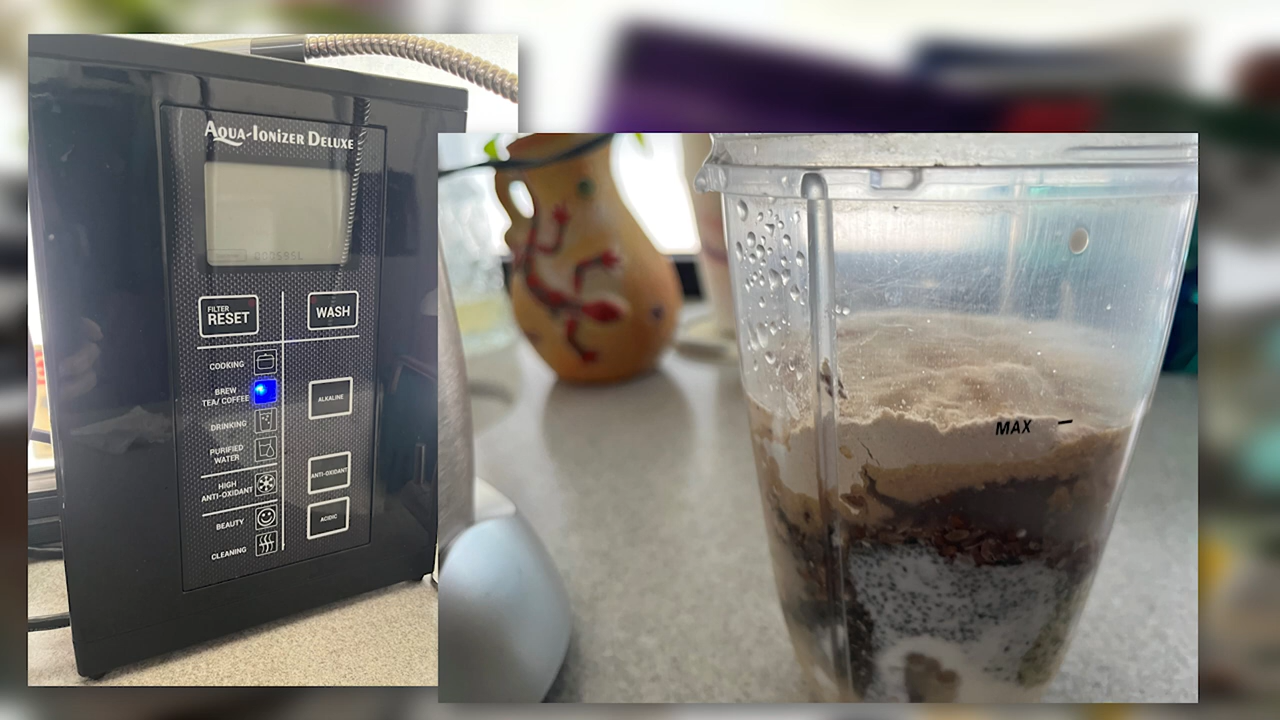 AQUA-IONIZER DELUXE
FILTER
RESET
WASH
COOKING
BREW
TEA/ COFFEE
DRINKING
PURIFIED
WATER
HIGH
ANTI-OXIDANT
BEAUTY
CLEANING
ALKALINE
ANTI-OXIDANT
ACIDIC
MAX